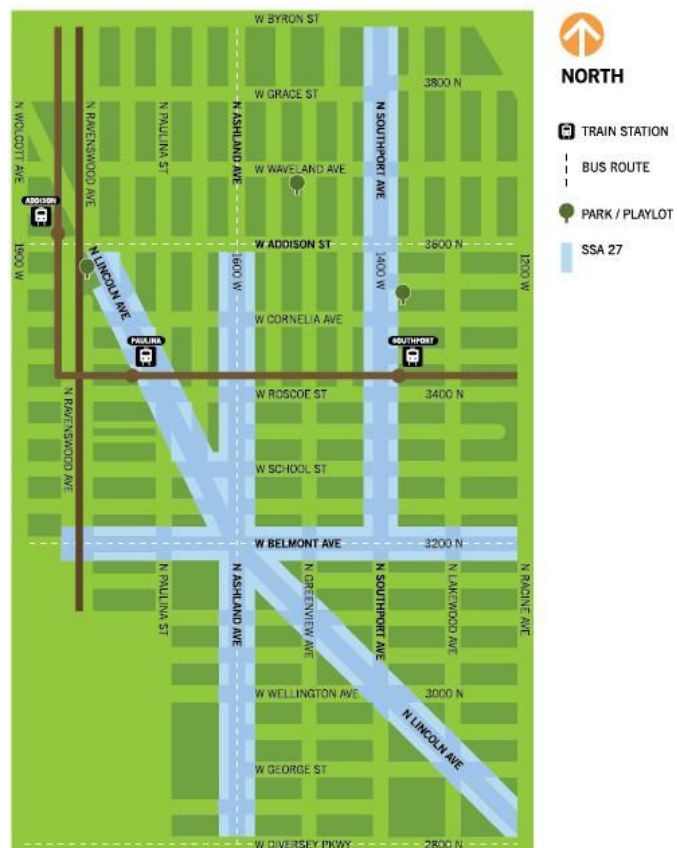 W BYRON ST
3800 N
W GRACE ST
N WOLCOTT AVE
N RAVENSWOOD AVE
N PAULINA ST
N ASHLAND AVE
N SOUTHPORT AVE
W WAVELAND AVE
ADDISON
W ADDISON ST
3600 N
1900 W
N LINCOLN AVE
1600 W
1400 W
1200 W
W CORNELIA AVE
PAULINA
SOUTHPORT
N RAVENSWOOD AVE
W ROSCOE ST
3400 N
W SCHOOL ST
W BELMONT AVE
3200 N
N PAULINA ST
N ASHLAND AVE
N GREENVIEW AVE
N SOUTHPORT AVE
N LAKEWOOD AVE
N RACINE AVE
W WELLINGTON AVE
3000 N
N LINCOLN AVE
W GEORGE ST
W DIVERSEY PKWY
2800 N
NORTH
TRAIN STATION
BUS ROUTE
PARK / PLAYLOT
SSA 27